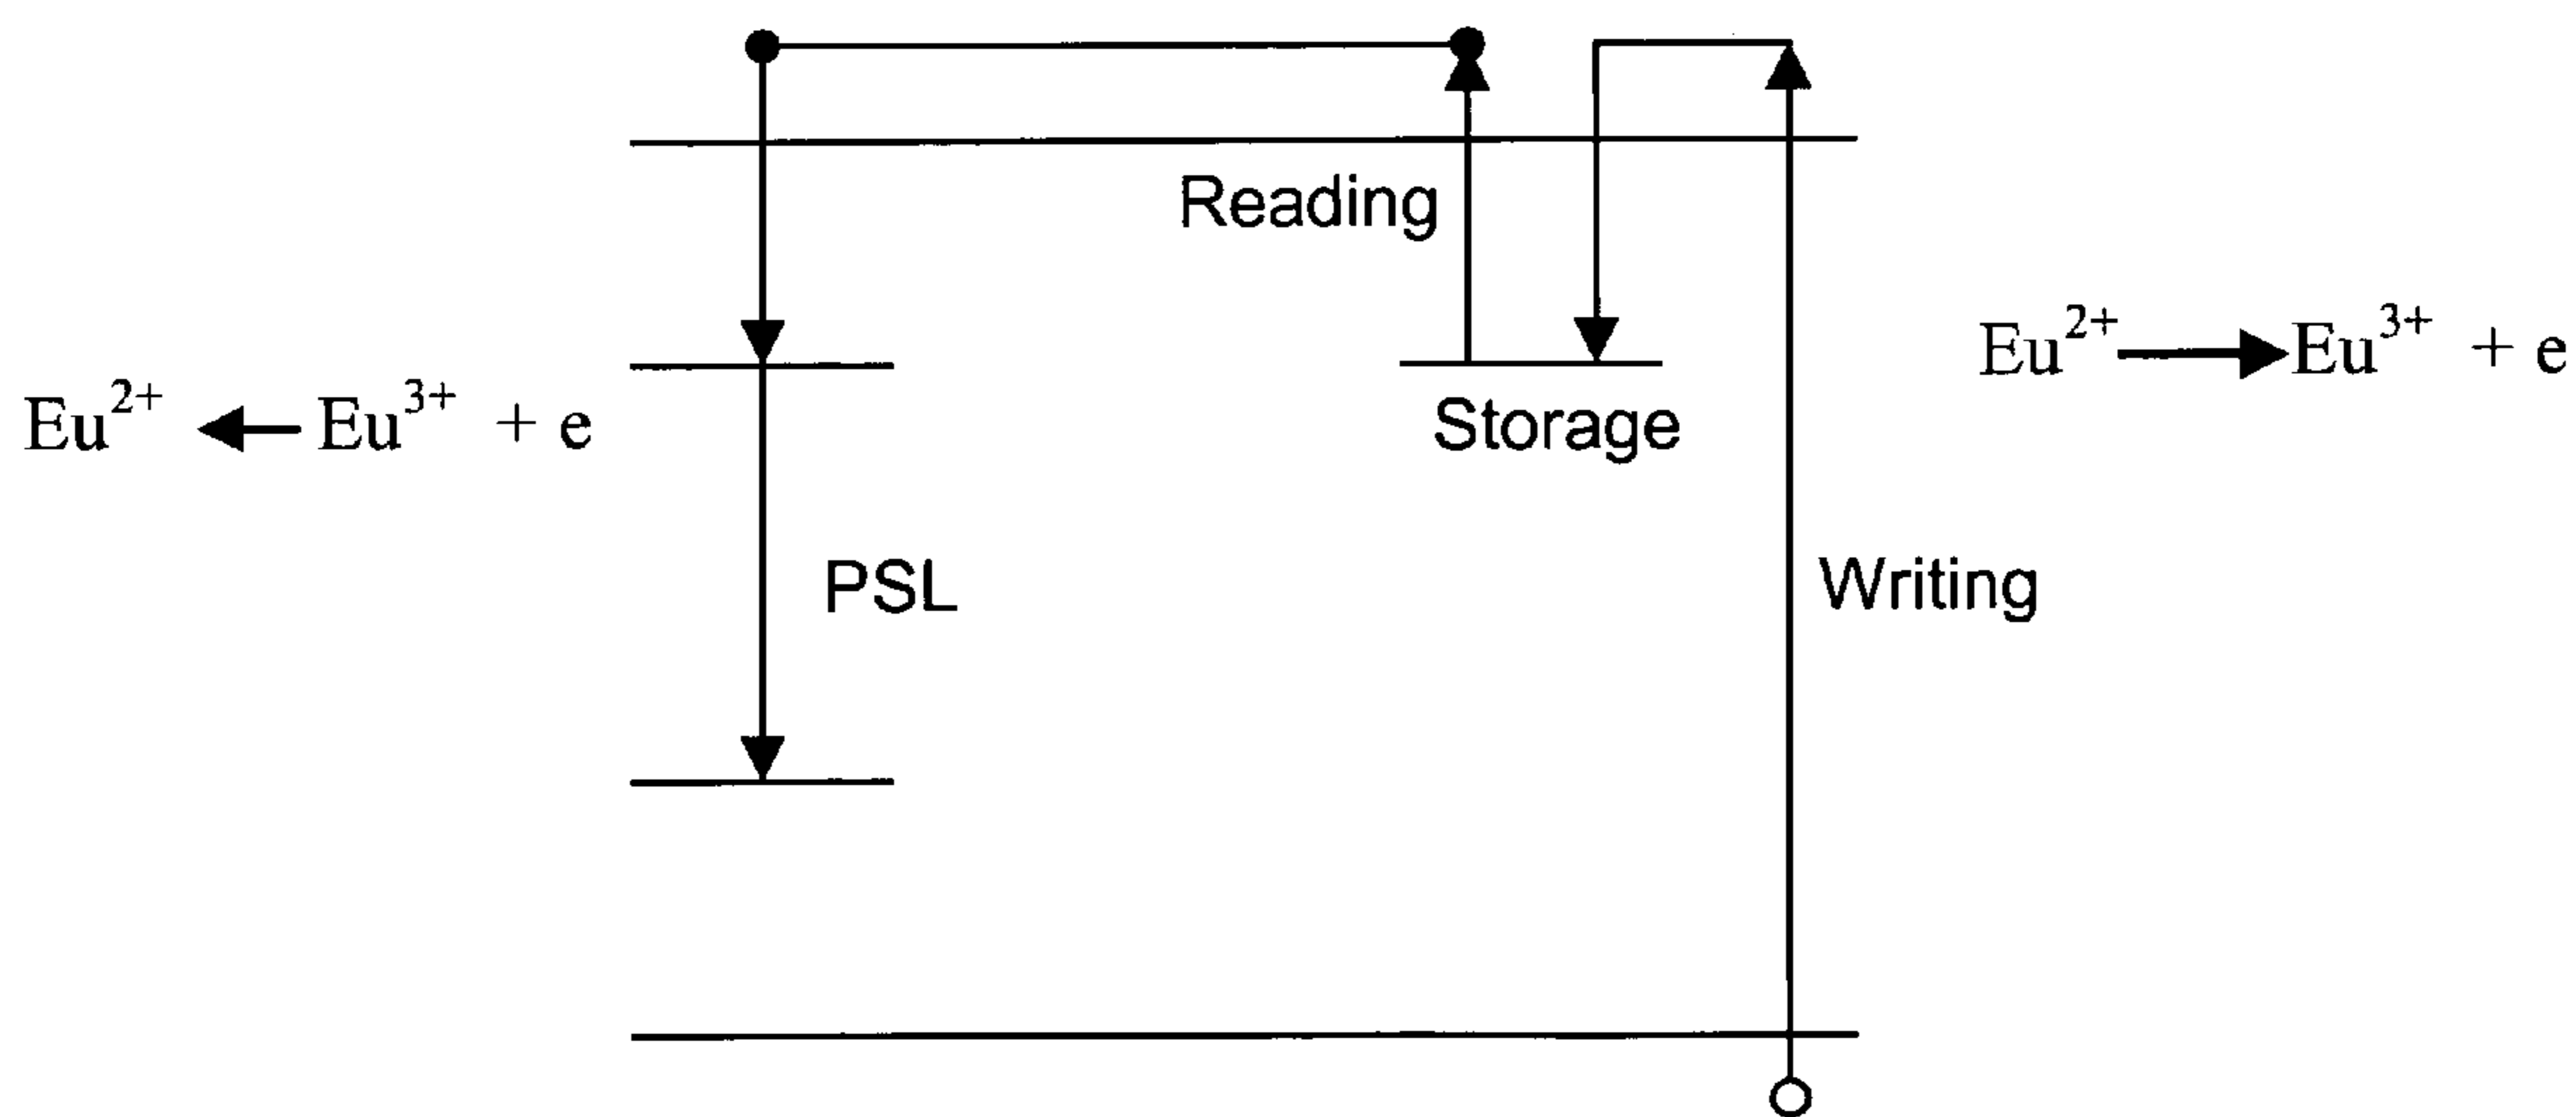 Reading
Eu²⁺ → Eu³⁺ + e
Eu²⁺ ← Eu³⁺ + e
Storage
PSL
Writing